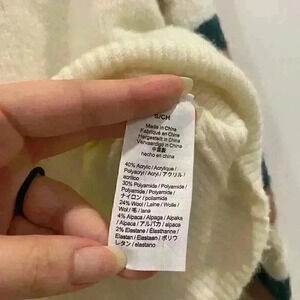 S/CH
Made in China
Fabriqué en China
Hergestellt in China
Vervaardigd in China
中国製
hecho en china
40% Acrylic / Acrylique /
Polyacryl / Acryl / アクリル /
acrílico
30% Polyamide / Polyamide /
Polyamid / Polyamide /
ナイロン / poliamida
24% Wool / Laine / Wolle /
Wol / 毛 / lana
4% Alpaca / Alpaga / Alpaka
/ Alpaca / アルパカ / alpaca
2% Elastane / Élasthanne /
Elastan / Elastaan / ポリウ
レタン / elastano